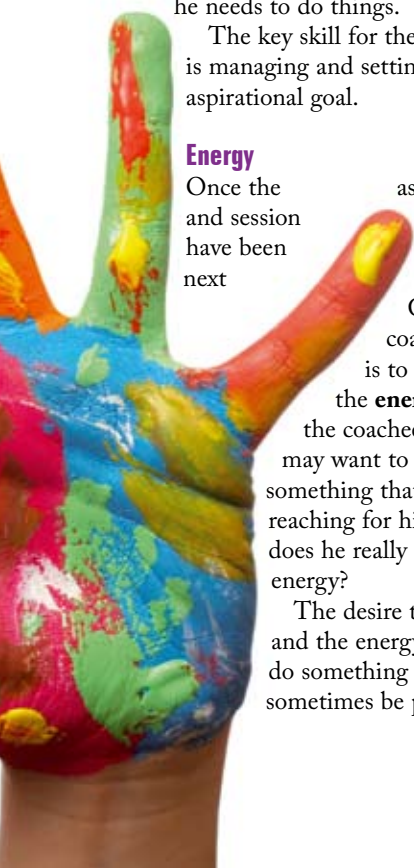 he needs to do things.
The key skill for the
is managing and settin
aspirational goal.
Energy
Once the as
and session
have been
next
coa
is to
the ener
the coachee
may want to
something that
reaching for hi
does he really
energy?
The desire t
and the energy
do something
sometimes be p